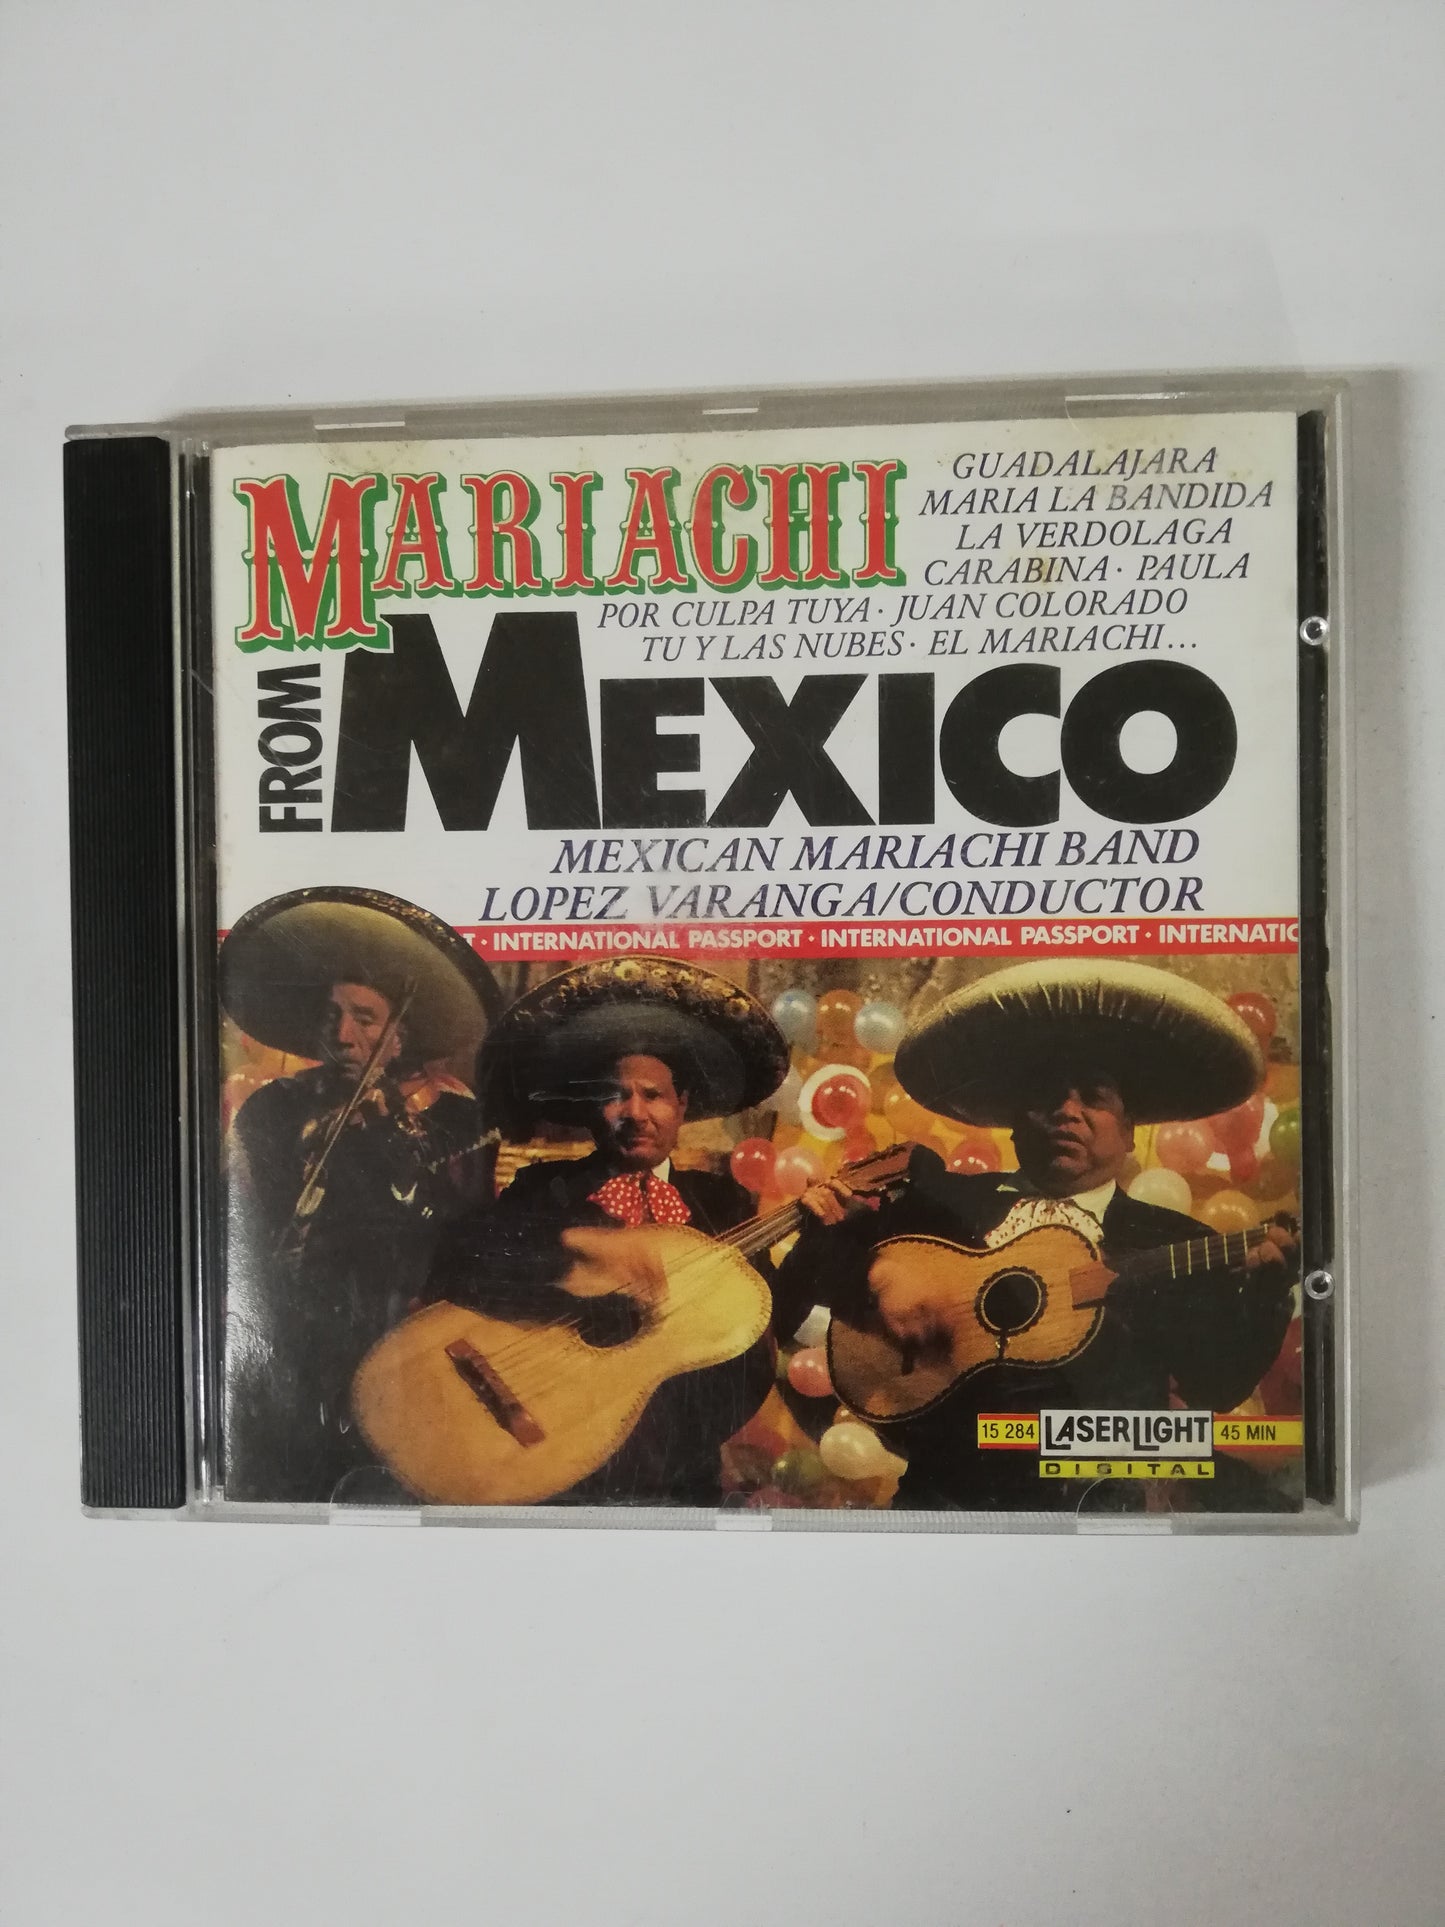 MARIACHI
FROM
MEXICO
GUADALAJARA
MARIA LA BANDIDA
LA VERDOLAGA
CARABINA · PAULA
POR CULPA TUYA · JUAN COLORADO
TU Y LAS NUBES · EL MARIACHI...
MEXICAN MARIACHI BAND
LOPEZ VARANGA/CONDUCTOR
T · INTERNATIONAL PASSPORT · INTERNATIONAL PASSPORT · INTERNATIO
15 284 LASERLIGHT 45 MIN
DIGITAL